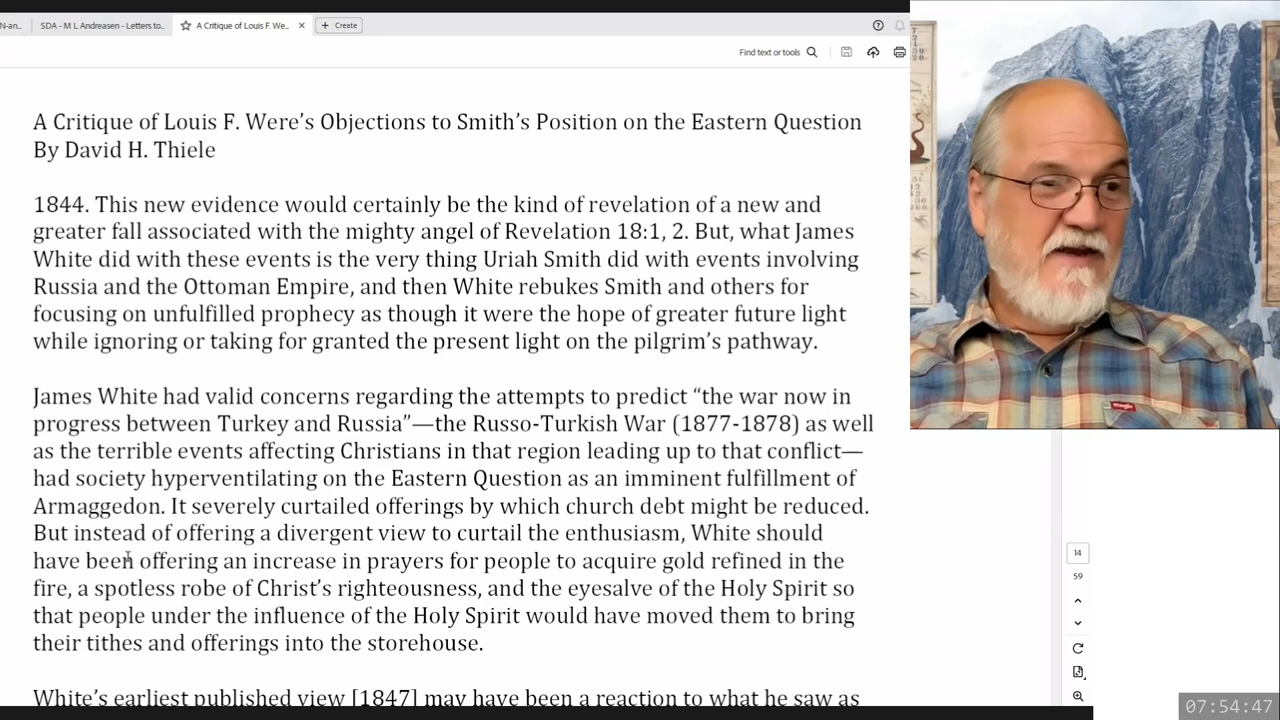 N-an..
SDA - M L Andreasen - Letters to..
A Critique of Louis F. We..
Create
Find text or tools
A Critique of Louis F. Were’s Objections to Smith’s Position on the Eastern Question
By David H. Thiele
1844. This new evidence would certainly be the kind of revelation of a new and
greater fall associated with the mighty angel of Revelation 18:1, 2. But, what James
White did with these events is the very thing Uriah Smith did with events involving
Russia and the Ottoman Empire, and then White rebukes Smith and others for
focusing on unfulfilled prophecy as though it were the hope of greater future light
while ignoring or taking for granted the present light on the pilgrim’s pathway.
James White had valid concerns regarding the attempts to predict “the war now in
progress between Turkey and Russia”—the Russo-Turkish War (1877-1878) as well
as the terrible events affecting Christians in that region leading up to that conflict—
had society hyperventilating on the Eastern Question as an imminent fulfillment of
Armaggedon. It severely curtailed offerings by which church debt might be reduced.
But instead of offering a divergent view to curtail the enthusiasm, White should
have been offering an increase in prayers for people to acquire gold refined in the
fire, a spotless robe of Christ’s righteousness, and the eyesalve of the Holy Spirit so
that people under the influence of the Holy Spirit would have moved them to bring
their tithes and offerings into the storehouse.
White’s earliest published view [1847] may have been a reaction to what he saw as
14
59
Wrangler
07:54:47